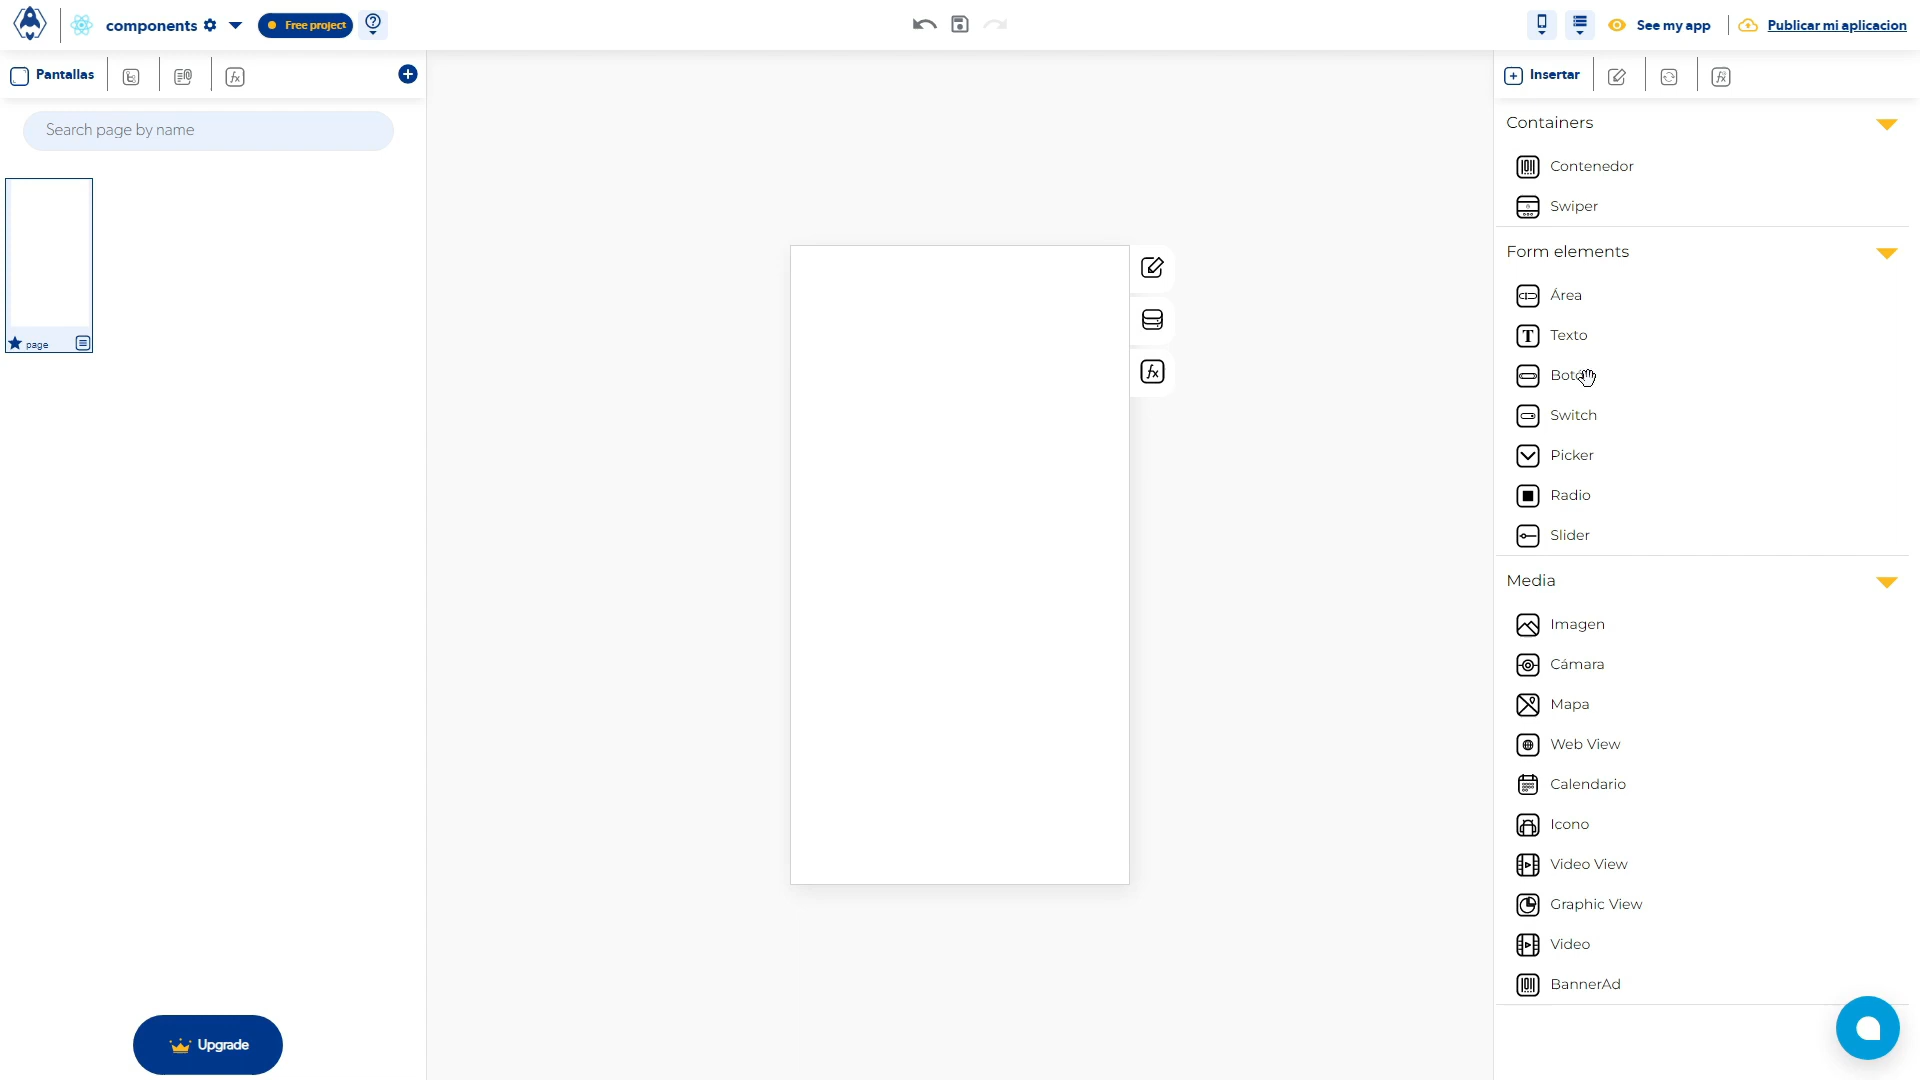 components
Free project
See my app
Publicar mi aplicacion
Pantallas
Insertar
Search page by name
page
Upgrade
Containers
Contenedor
Swiper
Form elements
Área
Texto
Switch
Picker
Radio
Slider
Media
Imagen
Cámara
Mapa
Web View
Calendario
Icono
Video View
Graphic View
Video
BannerAd